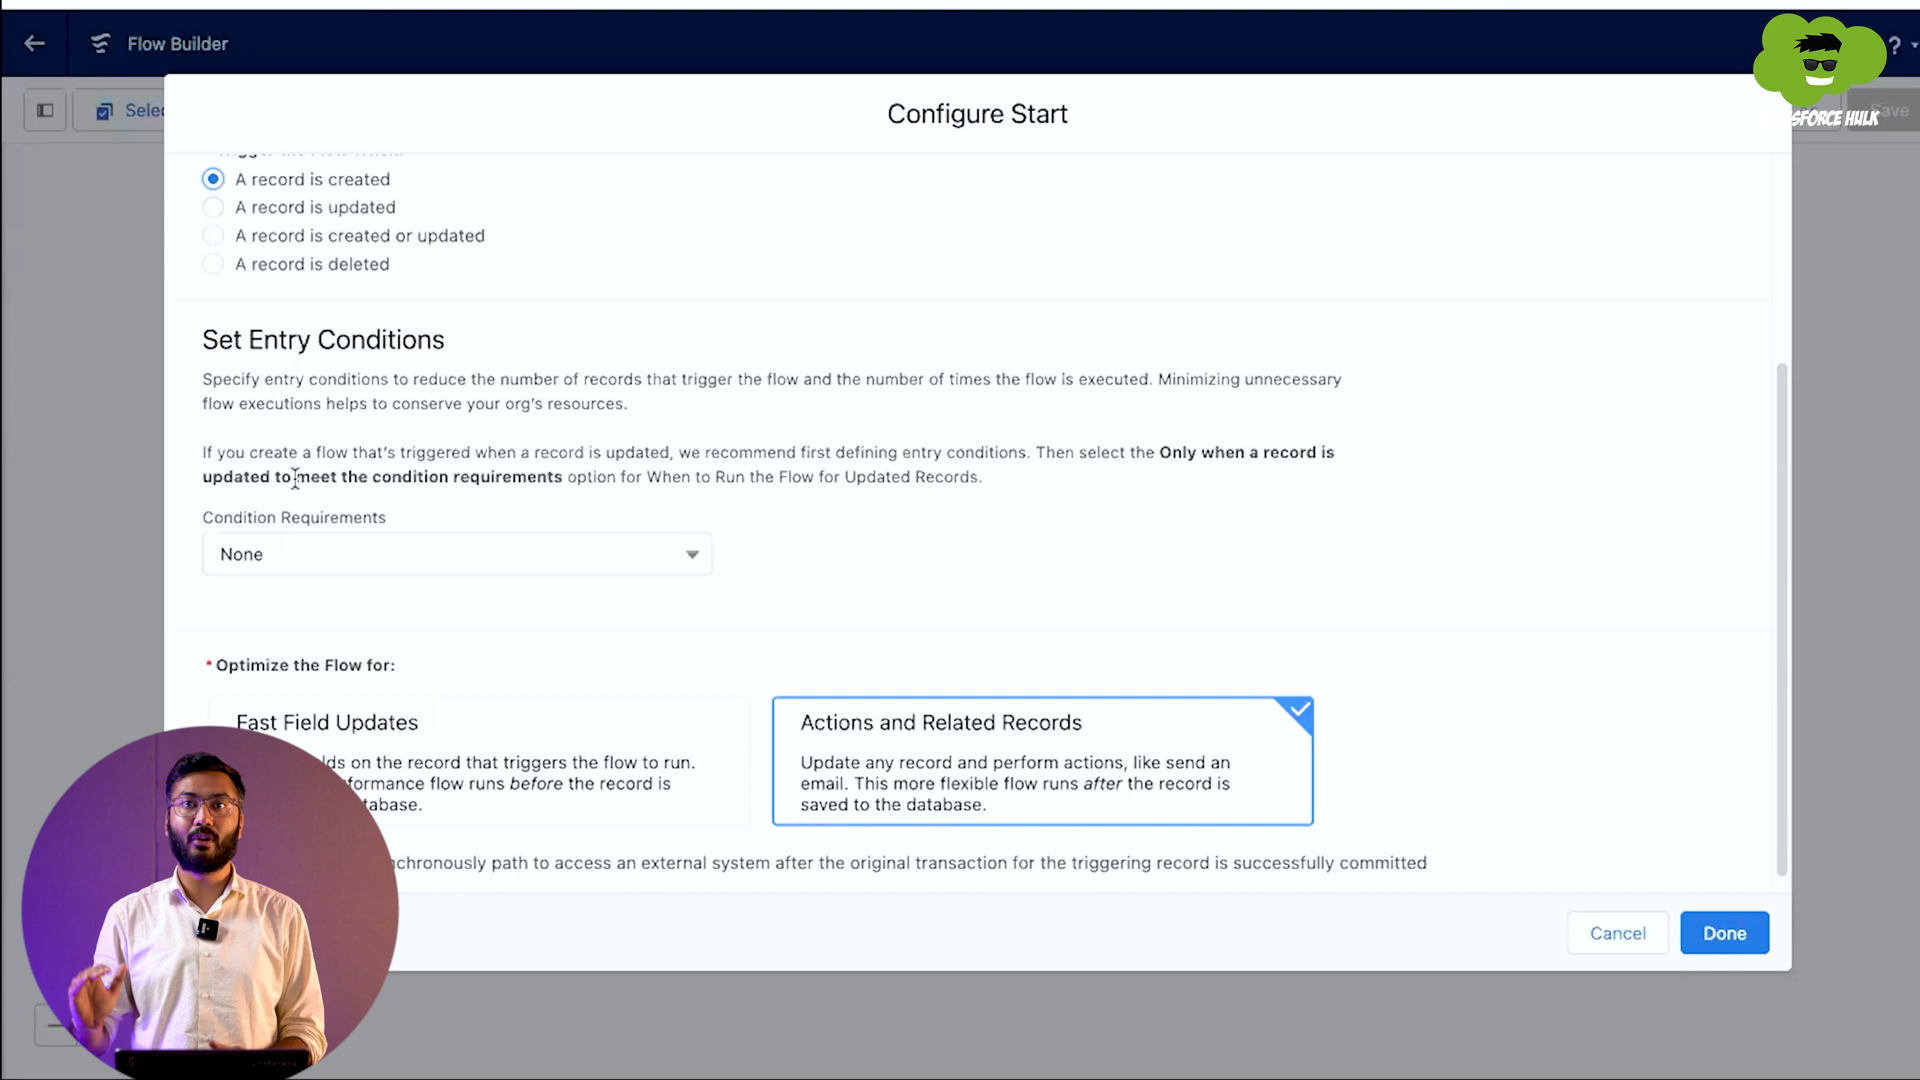 Flow Builder
?
Selec
Save
SFORCE HULK
Configure Start
A record is created
A record is updated
A record is created or updated
A record is deleted
Set Entry Conditions
Specify entry conditions to reduce the number of records that trigger the flow and the number of times the flow is executed. Minimizing unnecessary
flow executions helps to conserve your org's resources.
If you create a flow that's triggered when a record is updated, we recommend first defining entry conditions. Then select the Only when a record is
updated to meet the condition requirements option for When to Run the Flow for Updated Records.
Condition Requirements
None
* Optimize the Flow for:
Fast Field Updates
lds on the record that triggers the flow to run.
formance flow runs before the record is
tabase.
Actions and Related Records
Update any record and perform actions, like send an
email. This more flexible flow runs after the record is
saved to the database.
nchronously path to access an external system after the original transaction for the triggering record is successfully committed
Cancel
Done